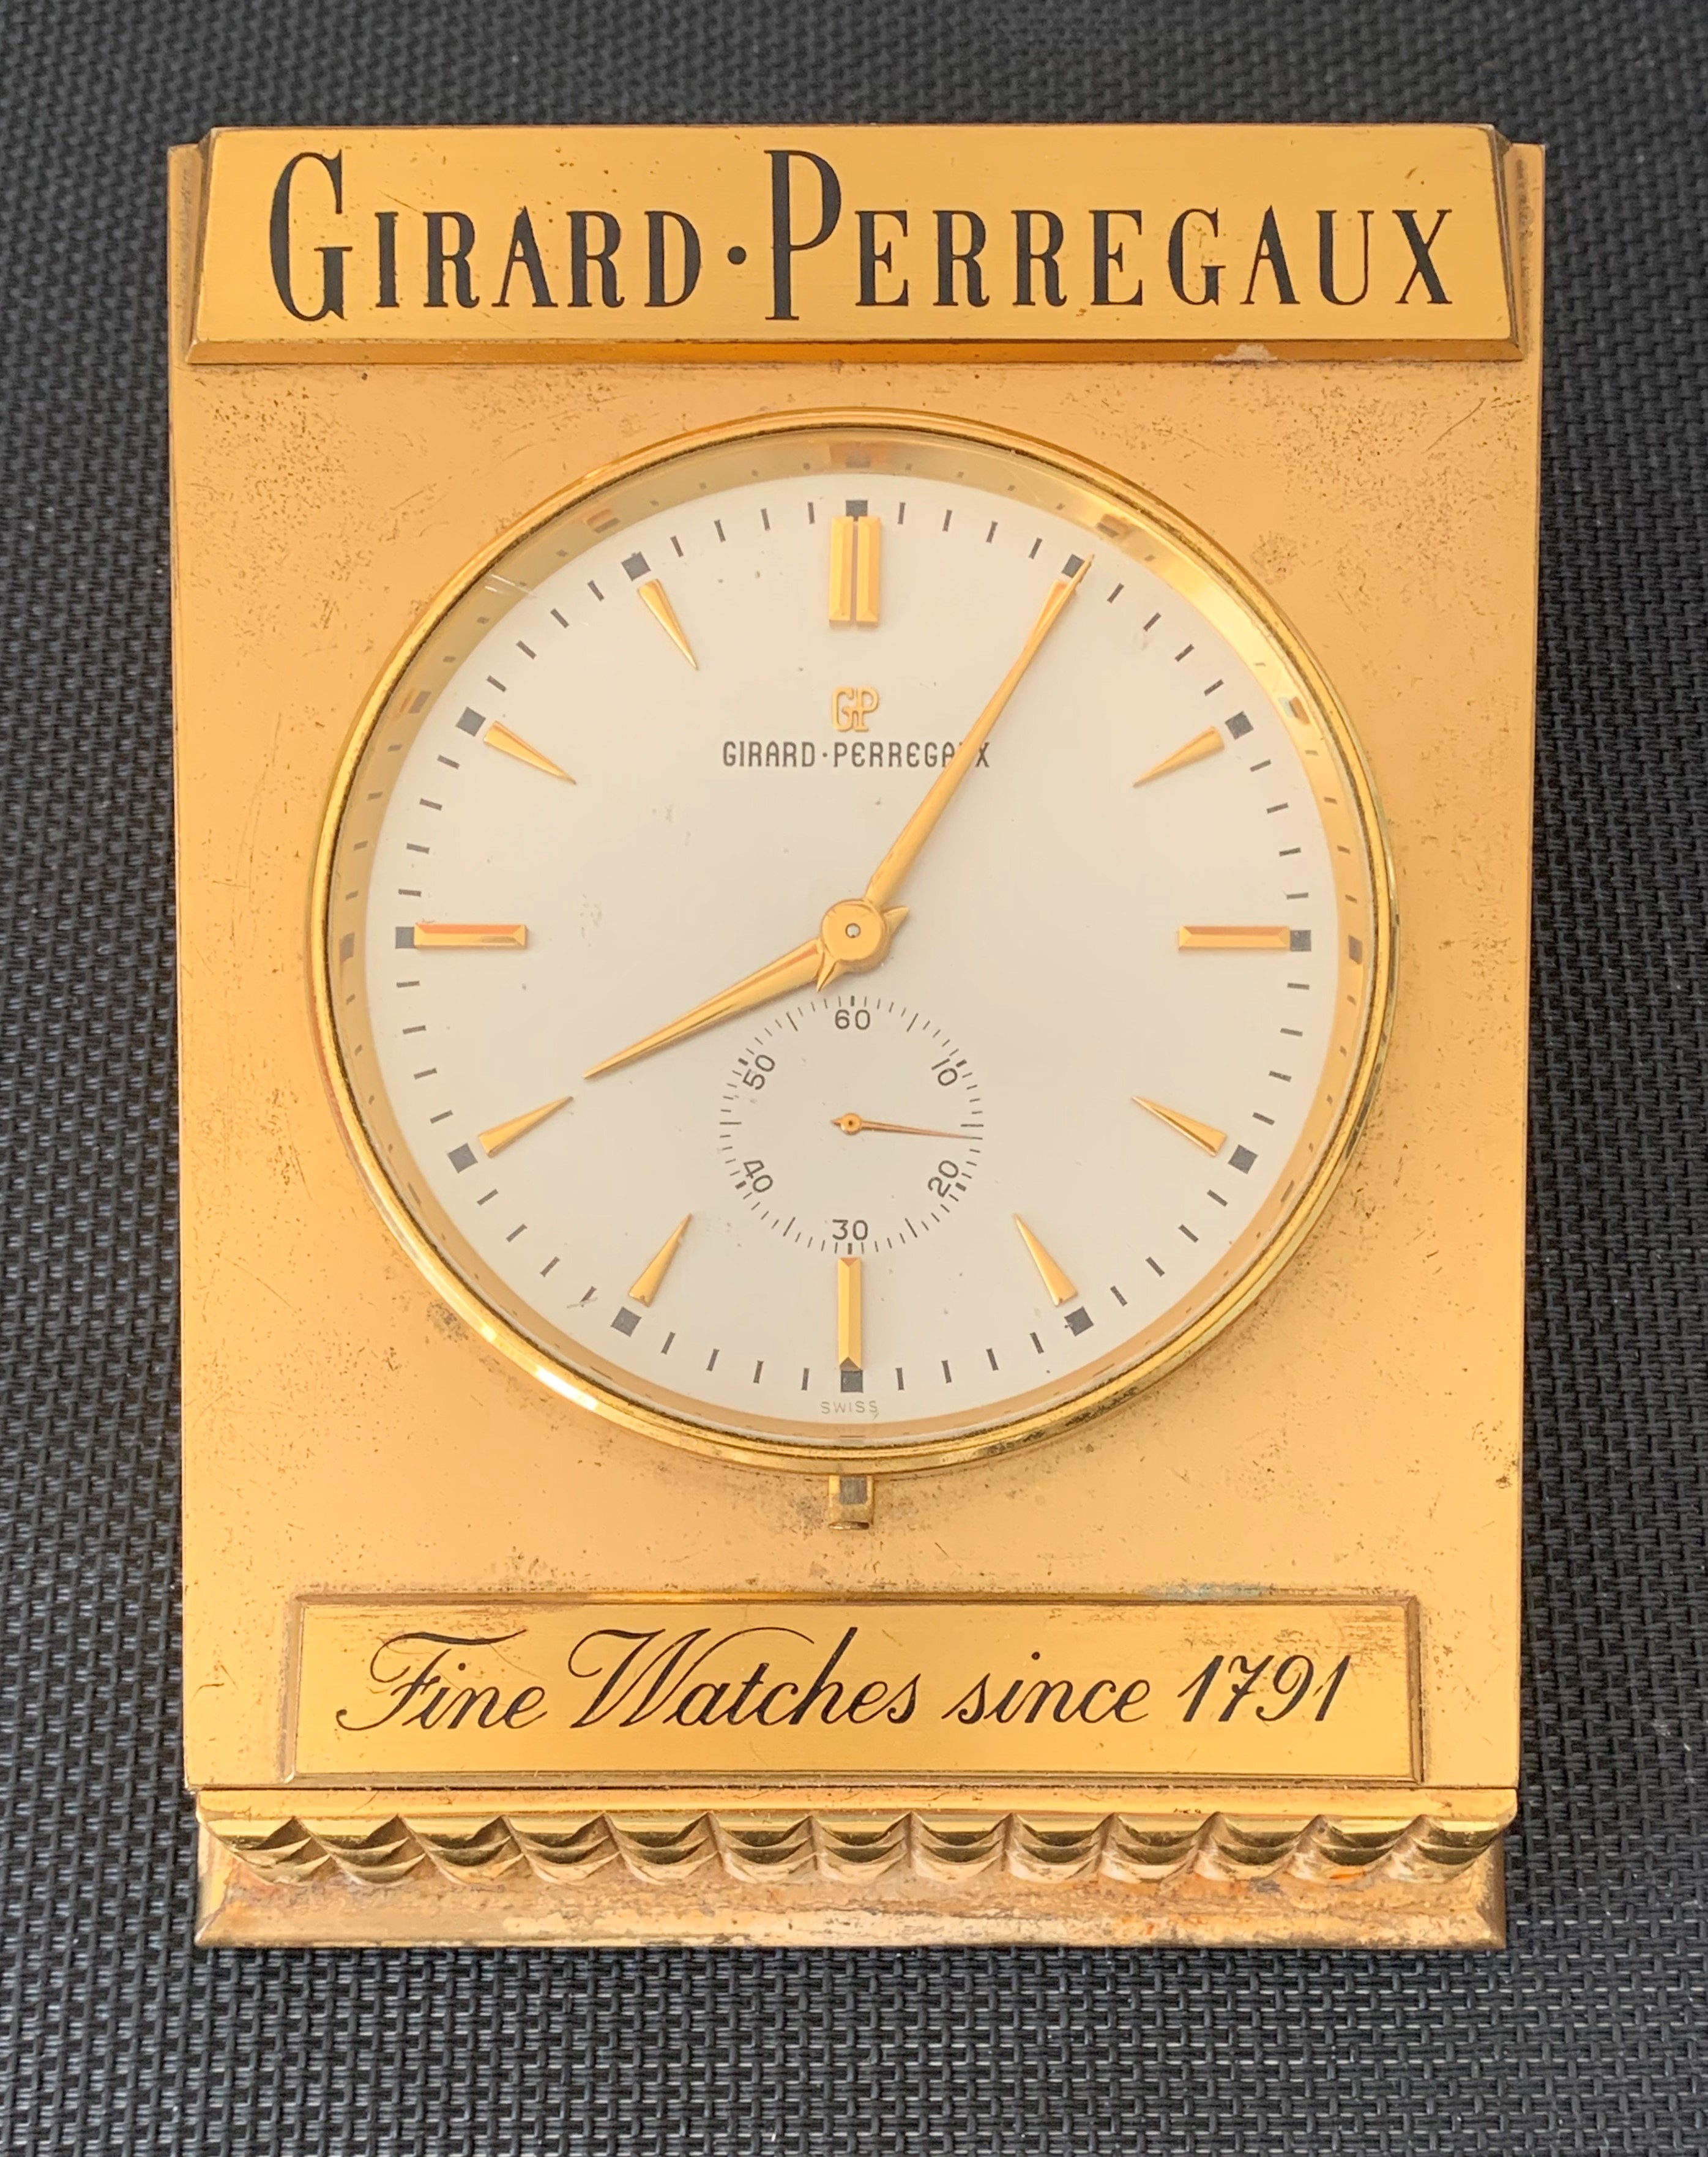 GIRARD·PERREGAUX
GP
GIRARD·PERREGAUX
60
50
10
40
20
30
SWISS
Fine Watches since 1791